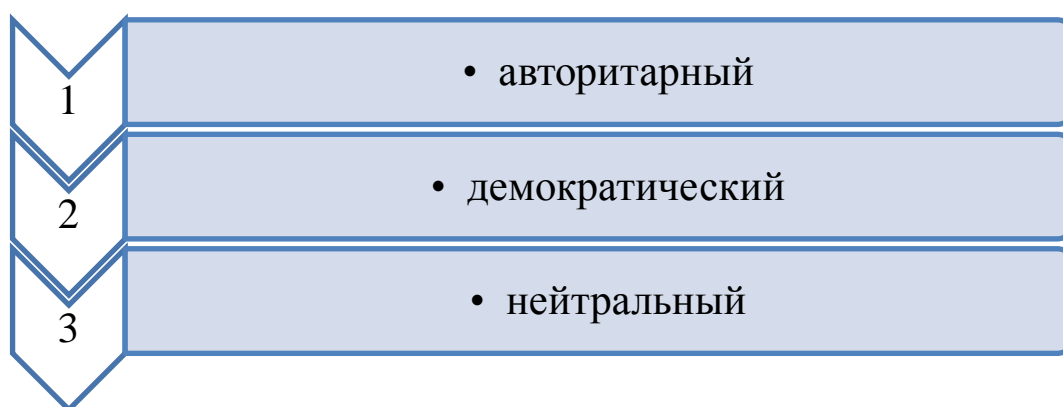 1
• авторитарный
2
• демократический
3
• нейтральный